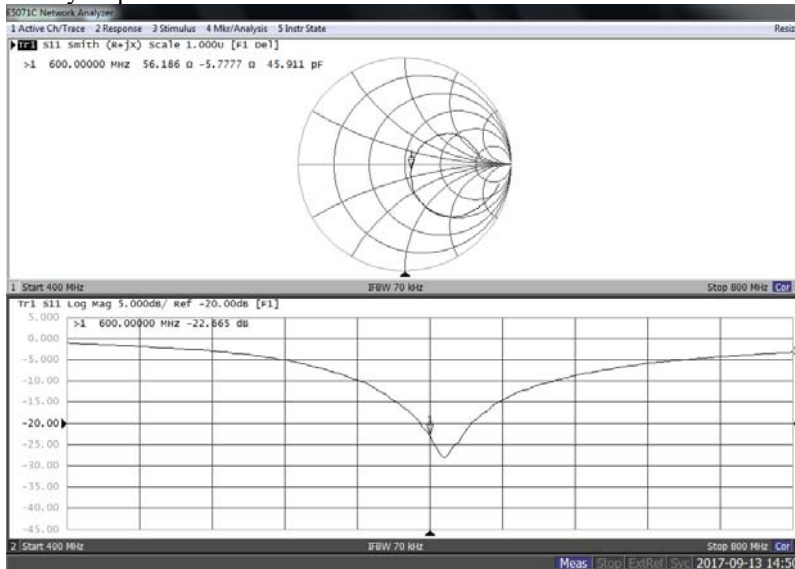 E5071C Network Analyzer
1 Active Ch/Trace 2 Response 3 Stimulus 4 Mkr/Analysis 5 Instr State
Tr1 S11 Smith (R+jX) Scale 1.000U [F1 Del]
>1 600.00000 MHz 56.186 Ω -5.7777 Ω 45.911 pF
1 Start 400 MHz IFBW 70 kHz Stop 800 MHz Cor
Tr1 S11 Log Mag 5.000dB/ Ref -20.00dB [F1]
5.000
>1 600.00000 MHz -22.665 dB
0.000
-5.000
-10.00
-15.00
-20.00
-25.00
-30.00
-35.00
-40.00
-45.00
2 Start 400 MHz IFBW 70 kHz Stop 800 MHz Cor
Meas Stop ExtRef Svc 2017-09-13 14:50